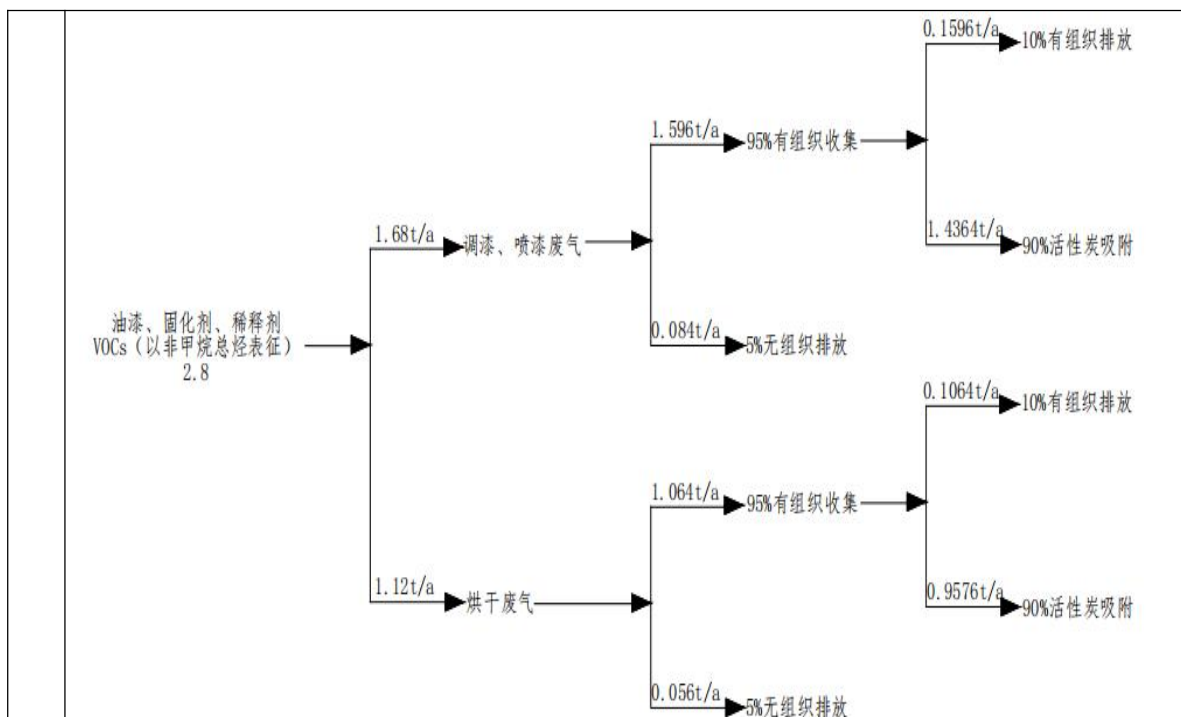 0.1596t/a
10%有组织排放
1.596t/a
95%有组织收集
1.68t/a
调漆、喷漆废气
1.4364t/a
90%活性炭吸附
油漆、固化剂、稀释剂
VOCs（以非甲烷总烃表征）
2.8
0.084t/a
5%无组织排放
0.1064t/a
10%有组织排放
1.064t/a
95%有组织收集
1.12t/a
烘干废气
0.9576t/a
90%活性炭吸附
0.056t/a
5%无组织排放